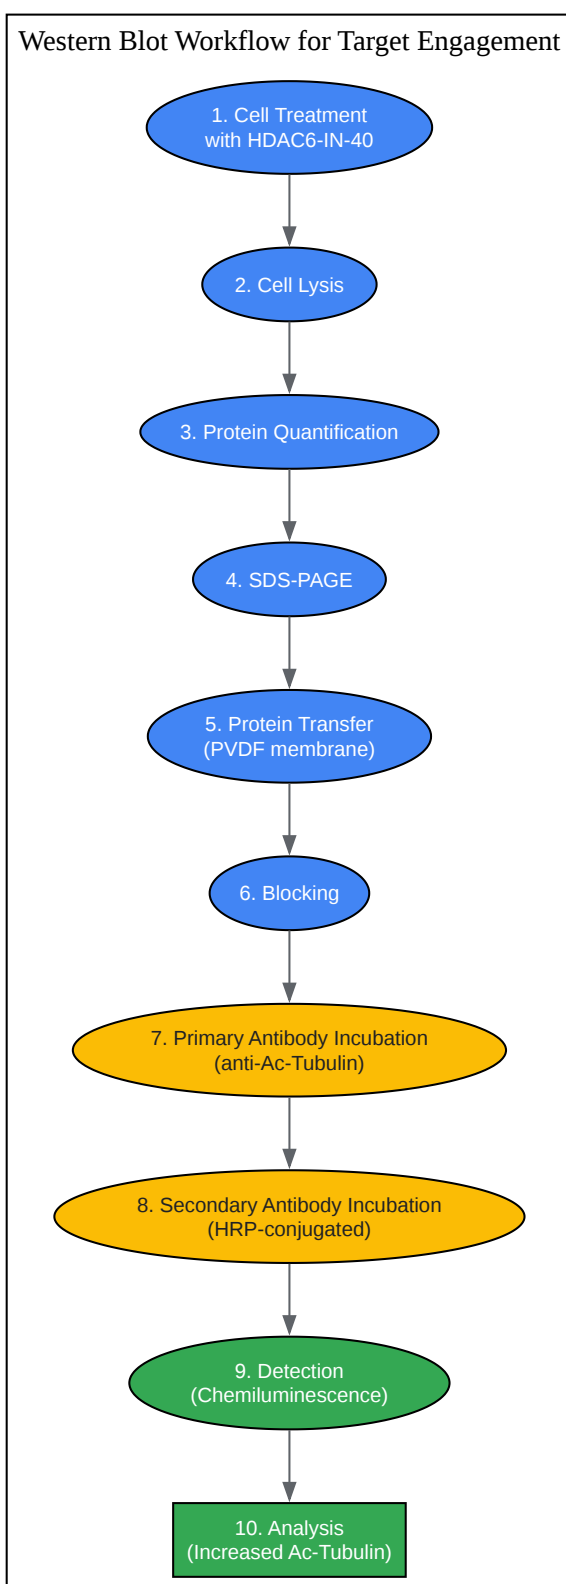 Western Blot Workflow for Target Engagement
1. Cell Treatment
with HDAC6-IN-40
2. Cell Lysis
3. Protein Quantification
4. SDS-PAGE
5. Protein Transfer
(PVDF membrane)
6. Blocking
7. Primary Antibody Incubation
(anti-Ac-Tubulin)
8. Secondary Antibody Incubation
(HRP-conjugated)
9. Detection
(Chemiluminescence)
10. Analysis
(Increased Ac-Tubulin)